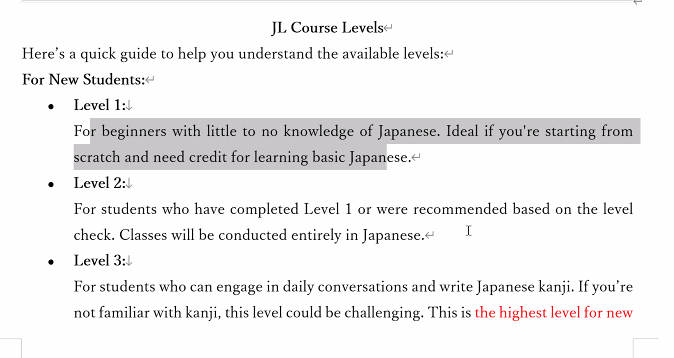 JL Course Levels
Here's a quick guide to help you understand the available levels:
For New Students:
• Level 1:
For beginners with little to no knowledge of Japanese. Ideal if you're starting from
scratch and need credit for learning basic Japanese.
• Level 2:
For students who have completed Level 1 or were recommended based on the level
check. Classes will be conducted entirely in Japanese.
• Level 3:
For students who can engage in daily conversations and write Japanese kanji. If you're
not familiar with kanji, this level could be challenging. This is the highest level for new